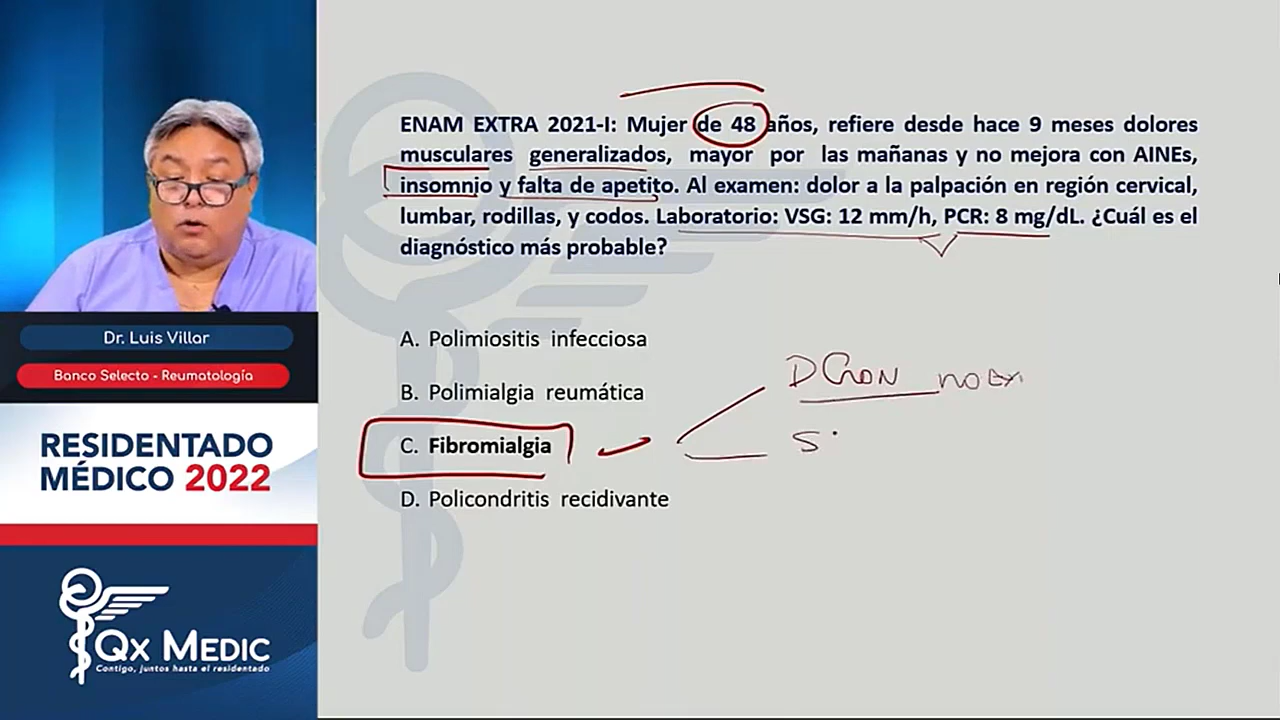 ENAM EXTRA 2021-I: Mujer de 48 años, refiere desde hace 9 meses dolores
musculares generalizados, mayor por las mañanas y no mejora con AINEs,
insomnio y falta de apetito. Al examen: dolor a la palpación en región cervical,
lumbar, rodillas, y codos. Laboratorio: VSG: 12 mm/h, PCR: 8 mg/dL. ¿Cuál es el
diagnóstico más probable?
A. Polimiositis infecciosa
B. Polimialgia reumática
C. Fibromialgia
D. Policondritis recidivante
no Ex
S
Dr. Luis Villar
Banco Selecto - Reumatología
RESIDENTADO
MÉDICO 2022
Qx MEDIC
Contigo, juntos hasta el residentado